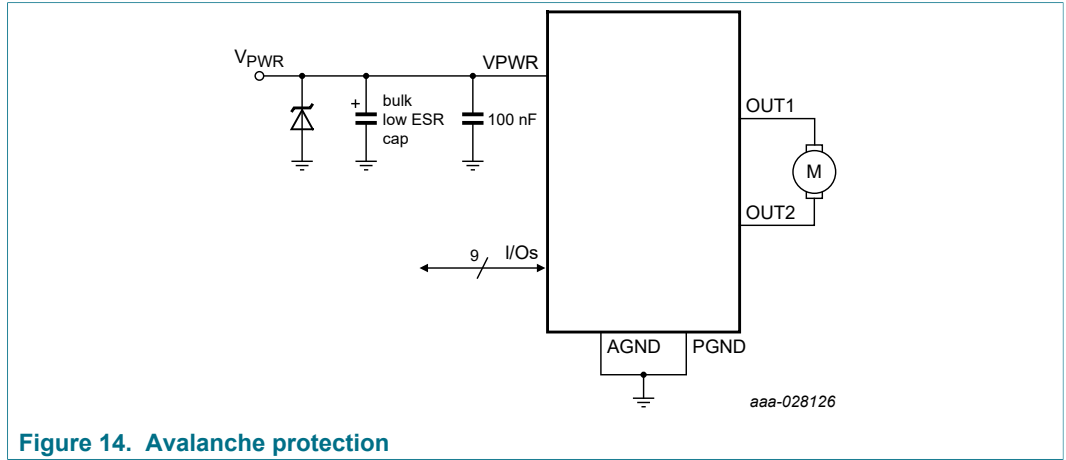 VPWR
VPWR
+
bulk
low ESR
cap
100 nF
OUT1
M
OUT2
9
I/Os
AGND
PGND
aaa-028126
Figure 14. Avalanche protection